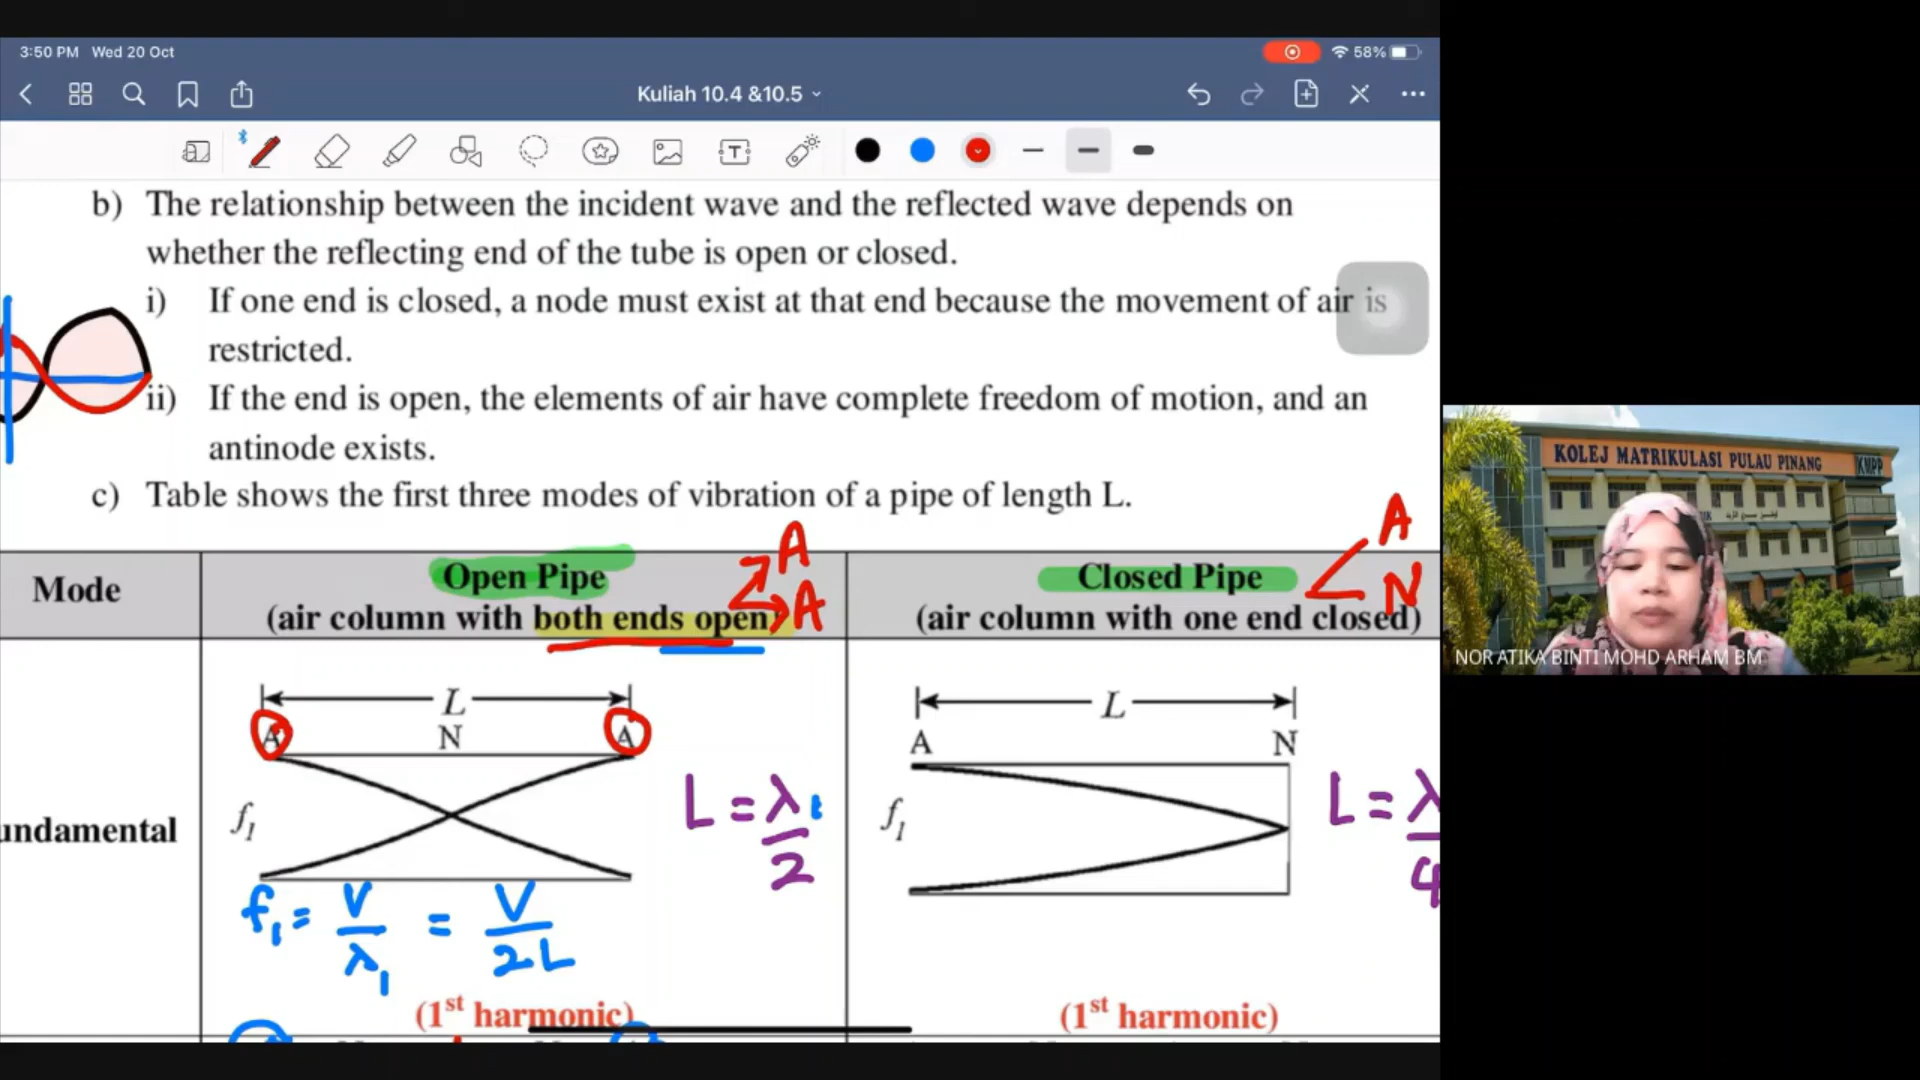 3:50 PM Wed 20 Oct
58%
Kuliah 10.4 &10.5
b) The relationship between the incident wave and the reflected wave depends on
whether the reflecting end of the tube is open or closed.
i) If one end is closed, a node must exist at that end because the movement of air is
restricted.
ii) If the end is open, the elements of air have complete freedom of motion, and an
antinode exists.
c) Table shows the first three modes of vibration of a pipe of length L.
Mode
Open Pipe
(air column with both ends open)
A
A
Closed Pipe
(air column with one end closed)
A
N
undamental
L
A N A
f₁
L = λ₁/2
f₁ = V/λ₁ = V/2L
(1st harmonic)
L
A N
f₁
L = λ/4
(1st harmonic)
KOLEJ MATRIKULASI PULAU PINANG
KMPP
NOR ATIKA BINTI MOHD ARHAM BM